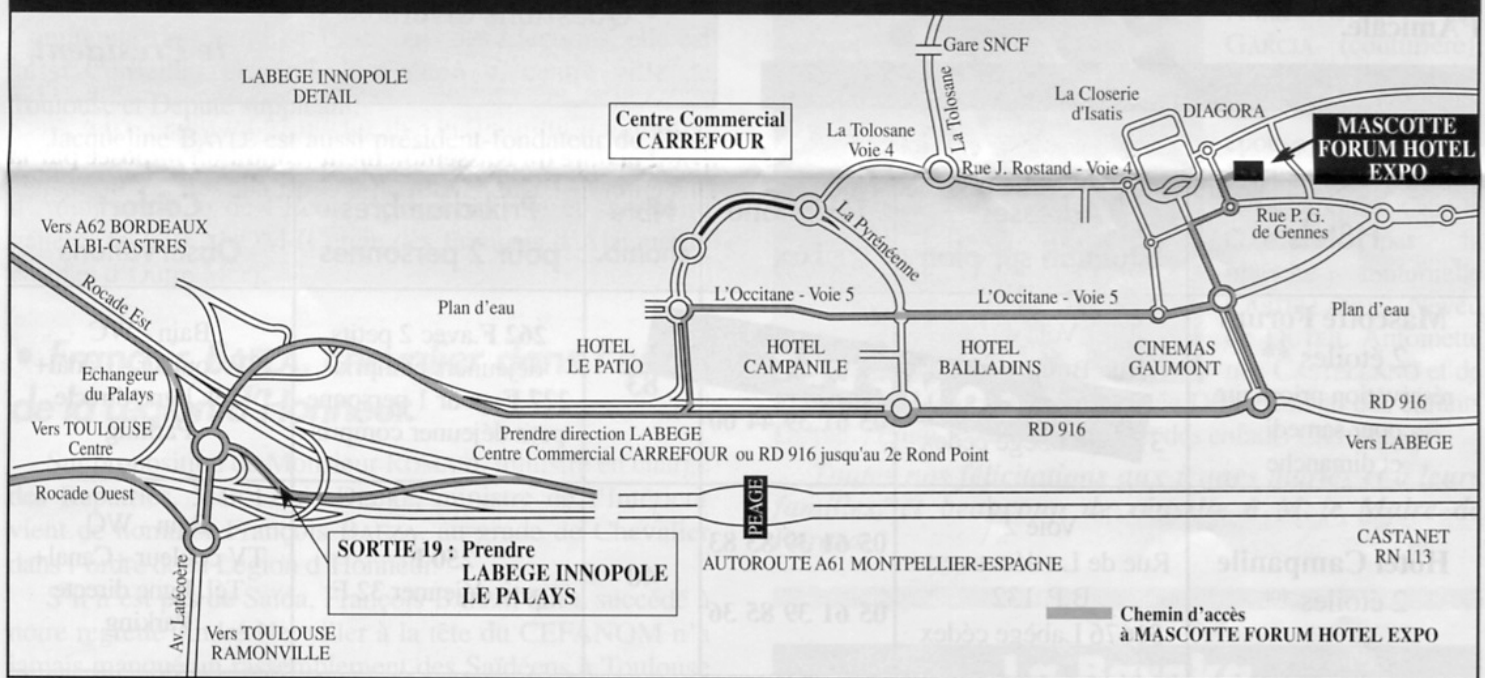 LABEGE INNOPOLE
DETAIL
Gare SNCF
La Tolosane
Centre Commercial
CARREFOUR
La Tolosane
Voie 4
La Closerie
d'Isatis
DIAGORA
MASCOTTE
FORUM HOTEL
EXPO
Rue J. Rostand - Voie 4
Rue P. G.
de Gennes
La Pyrénéenne
Vers A62 BORDEAUX
ALBI-CASTRES
Rocade Est
Plan d'eau
L'Occitane - Voie 5
L'Occitane - Voie 5
Plan d'eau
HOTEL
LE PATIO
HOTEL
CAMPANILE
HOTEL
BALLADINS
CINEMAS
GAUMONT
Echangeur
du Palays
Vers TOULOUSE
Centre
Rocade Ouest
Prendre direction LABEGE
Centre Commercial CARREFOUR ou RD 916 jusqu'au 2e Rond Point
RD 916
RD 916
Vers LABEGE
PEAGE
SORTIE 19 : Prendre
LABEGE INNOPOLE
LE PALAYS
AUTOROUTE A61 MONTPELLIER-ESPAGNE
CASTANET
RN 113
Av. Latécoère
Vers TOULOUSE
RAMONVILLE
Chemin d'accès
à MASCOTTE FORUM HOTEL EXPO